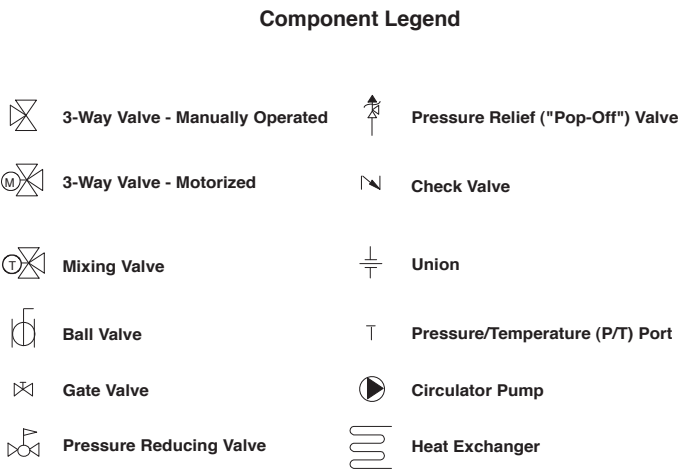 Component Legend
3-Way Valve - Manually Operated
Pressure Relief ("Pop-Off") Valve
M
3-Way Valve - Motorized
Check Valve
T
Mixing Valve
Union
Ball Valve
T
Pressure/Temperature (P/T) Port
Gate Valve
Circulator Pump
Pressure Reducing Valve
Heat Exchanger